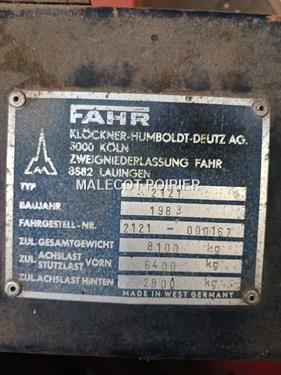 FAHR
KLÖCKNER-HUMBOLDT-DEUTZ AG.
5000 KÖLN
ZWEIGNIEDERLASSUNG FAHR
8882 LAUINGEN
MALECOT POIRIER
TYP 2121
BAUJAHR 1983
FAHRGESTELL-NR. 2121 - 000167
ZUL. GESAMTGEWICHT 8100 kg
ZUL. ACHSLAST VORN 6400 kg
STÜTZLAST
ZUL. ACHSLAST HINTEN 2800 kg
MADE IN WEST GERMANY